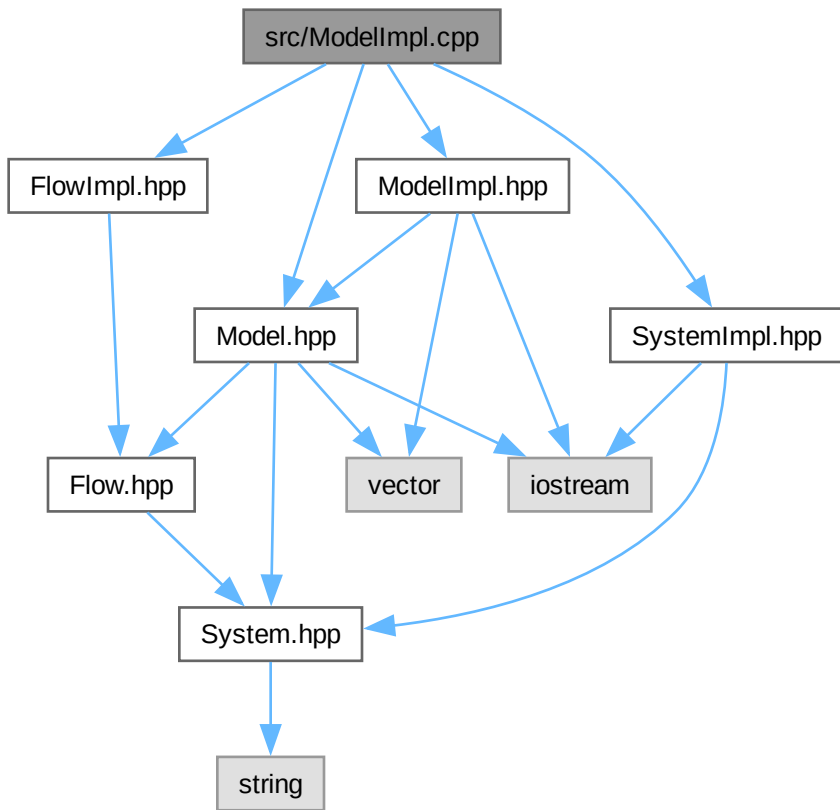 src/ModelImpl.cpp
FlowImpl.hpp
ModelImpl.hpp
Model.hpp
SystemImpl.hpp
Flow.hpp
vector
iostream
System.hpp
string